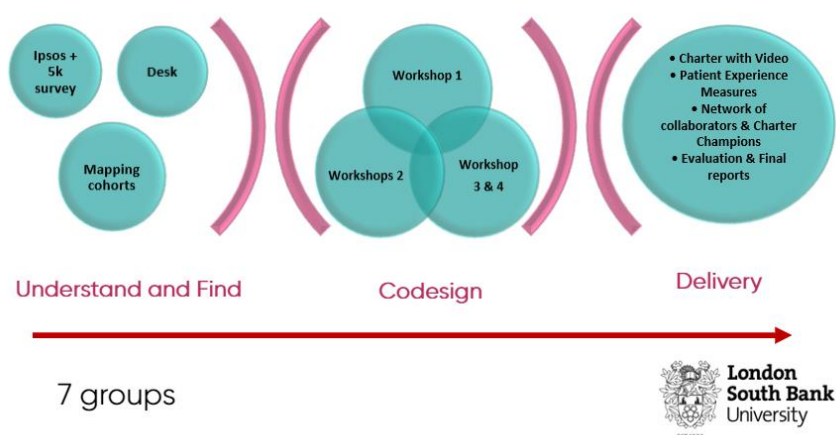 Ipsos +
5k
survey
Desk
Mapping
cohorts
Workshop 1
Workshops 2
Workshop
3 & 4
• Charter with Video
• Patient Experience
Measures
• Network of
collaborators & Charter
Champions
• Evaluation & Final
reports
Understand and Find
Codesign
Delivery
7 groups
London
South Bank
University